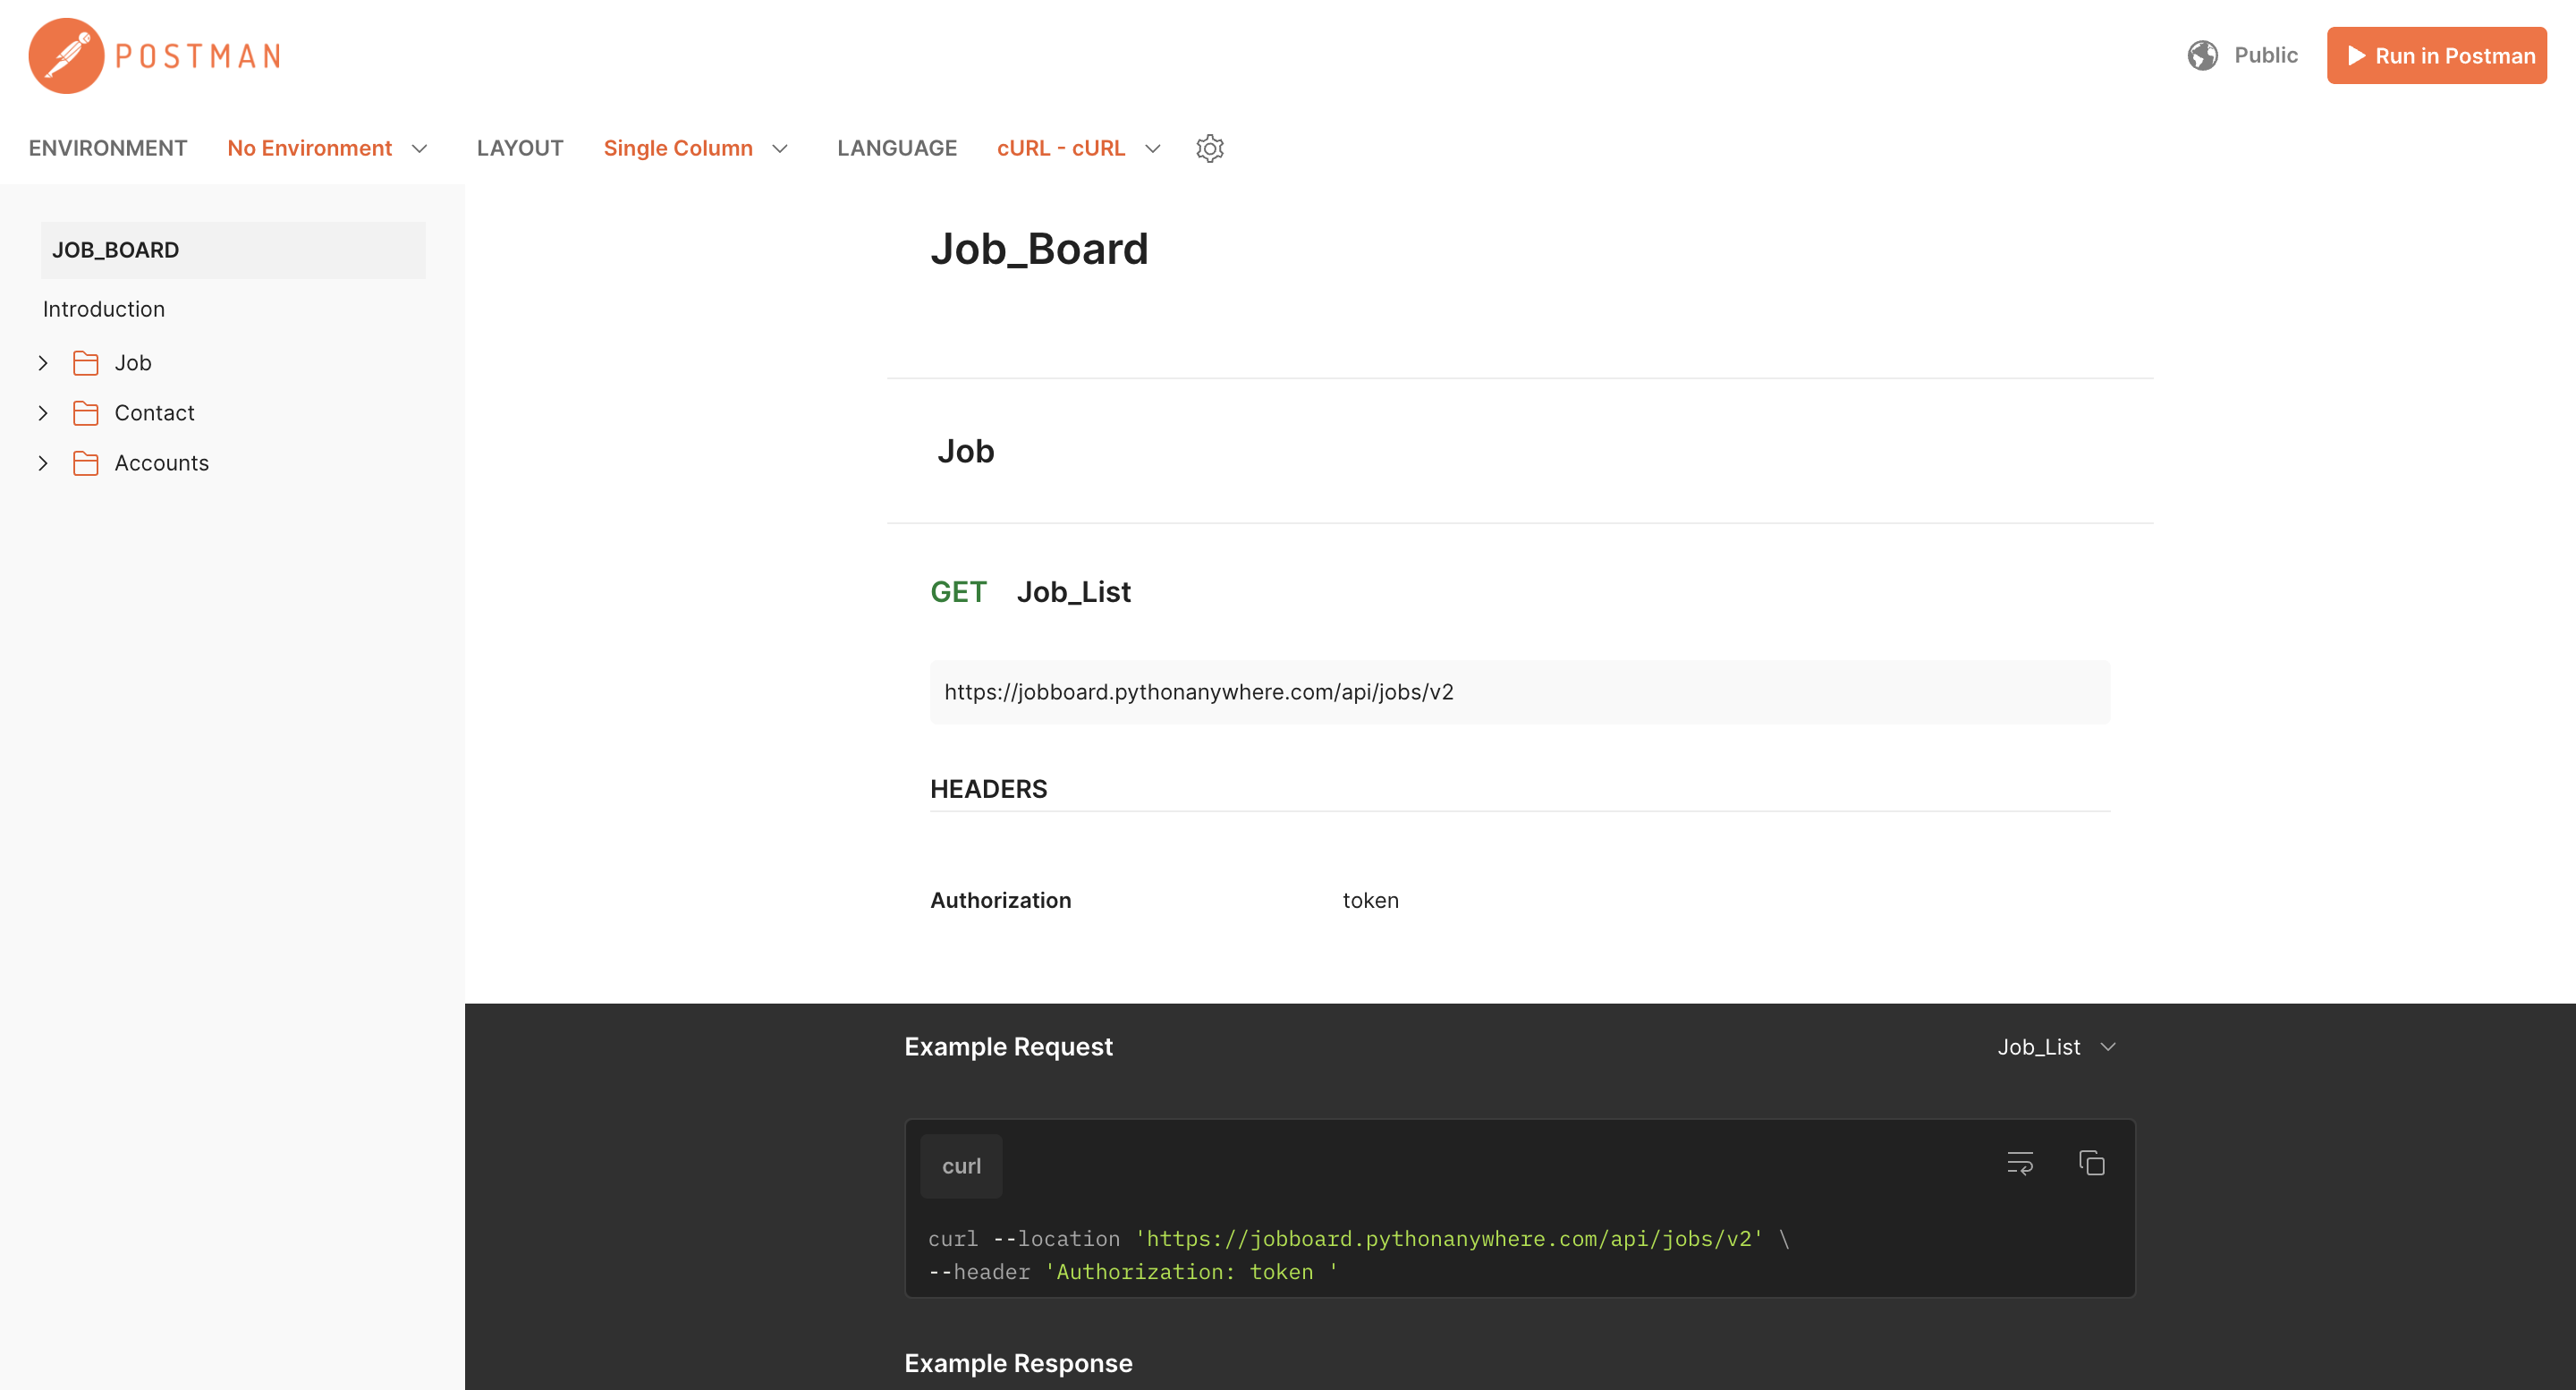 POSTMAN
Public
Run in Postman
ENVIRONMENT No Environment LAYOUT Single Column LANGUAGE cURL - cURL
JOB_BOARD
Introduction
Job
Contact
Accounts
Job_Board
Job
GET Job_List
https://jobboard.pythonanywhere.com/api/jobs/v2
HEADERS
Authorization token
Example Request Job_List
curl
curl --location 'https://jobboard.pythonanywhere.com/api/jobs/v2' \
--header 'Authorization: token '
Example Response